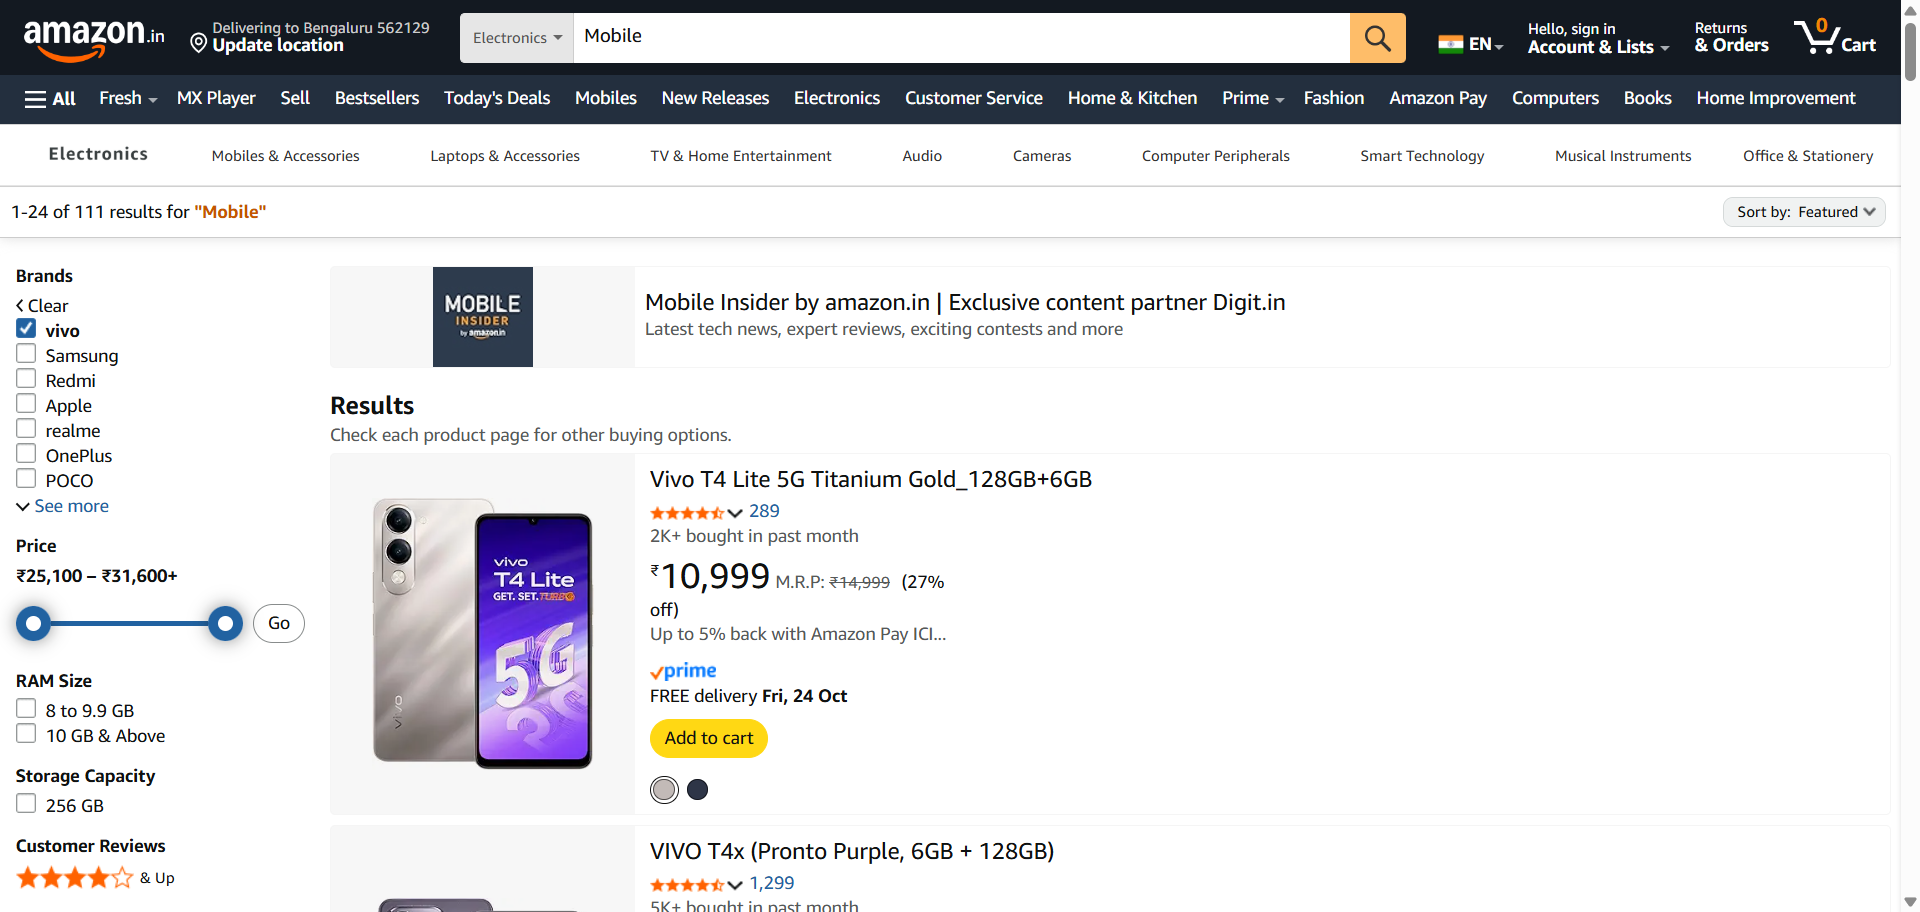 amazon.in
Delivering to Bengaluru 562129
Update location
Electronics
Mobile
EN
Hello, sign in
Account & Lists
Returns
& Orders
0
Cart
All
Fresh
MX Player
Sell
Bestsellers
Today's Deals
Mobiles
New Releases
Electronics
Customer Service
Home & Kitchen
Prime
Fashion
Amazon Pay
Computers
Books
Home Improvement
Electronics
Mobiles & Accessories
Laptops & Accessories
TV & Home Entertainment
Audio
Cameras
Computer Peripherals
Smart Technology
Musical Instruments
Office & Stationery
1-24 of 111 results for "Mobile"
Sort by: Featured
Brands
Clear
vivo
Samsung
Redmi
Apple
realme
OnePlus
POCO
See more
Price
₹25,100 – ₹31,600+
Go
RAM Size
8 to 9.9 GB
10 GB & Above
Storage Capacity
256 GB
Customer Reviews
& Up
MOBILE
INSIDER
by amazon.in
Mobile Insider by amazon.in | Exclusive content partner Digit.in
Latest tech news, expert reviews, exciting contests and more
Results
Check each product page for other buying options.
vivo
vivo
T4 Lite
GET. SET. TURBO
5G
Vivo T4 Lite 5G Titanium Gold_128GB+6GB
289
2K+ bought in past month
₹10,999 M.R.P: ₹14,999 (27%
off)
Up to 5% back with Amazon Pay ICI...
prime
FREE delivery Fri, 24 Oct
Add to cart
VIVO T4x (Pronto Purple, 6GB + 128GB)
1,299
5K+ bought in past month